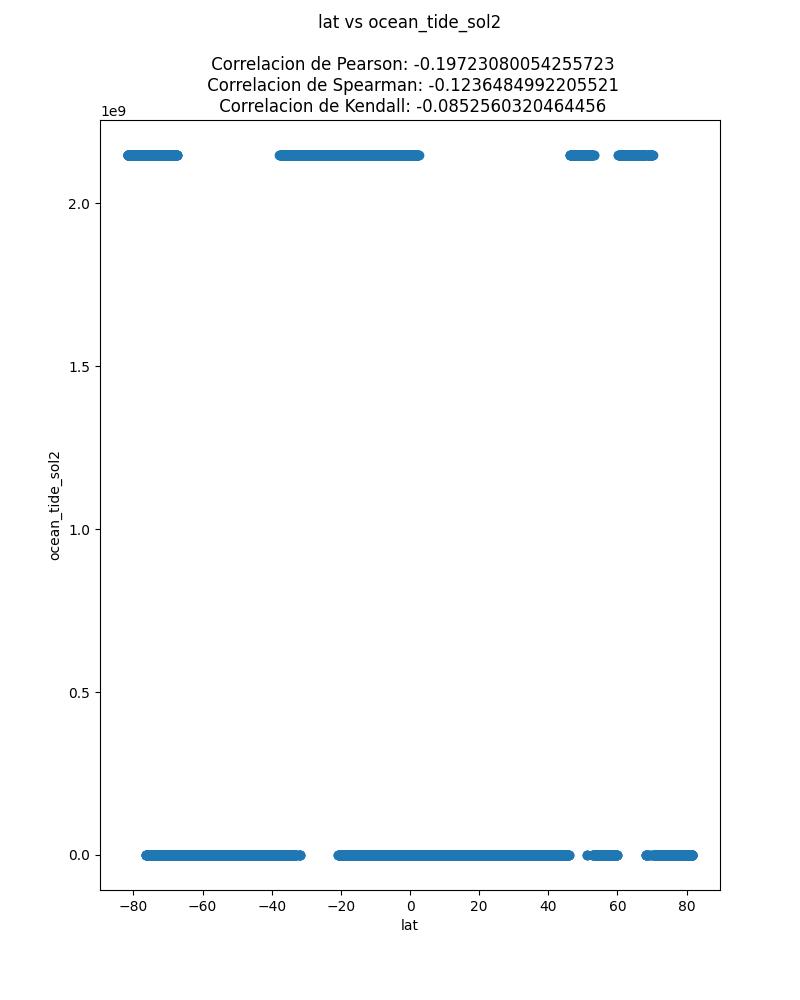 lat vs ocean_tide_sol2
Correlacion de Pearson: -0.19723080054255723
Correlacion de Spearman: -0.1236484992205521
Correlacion de Kendall: -0.0852560320464456
1e9
2.0
1.5
1.0
0.5
0.0
ocean_tide_sol2
−80 −60 −40 −20 0 20 40 60 80
lat